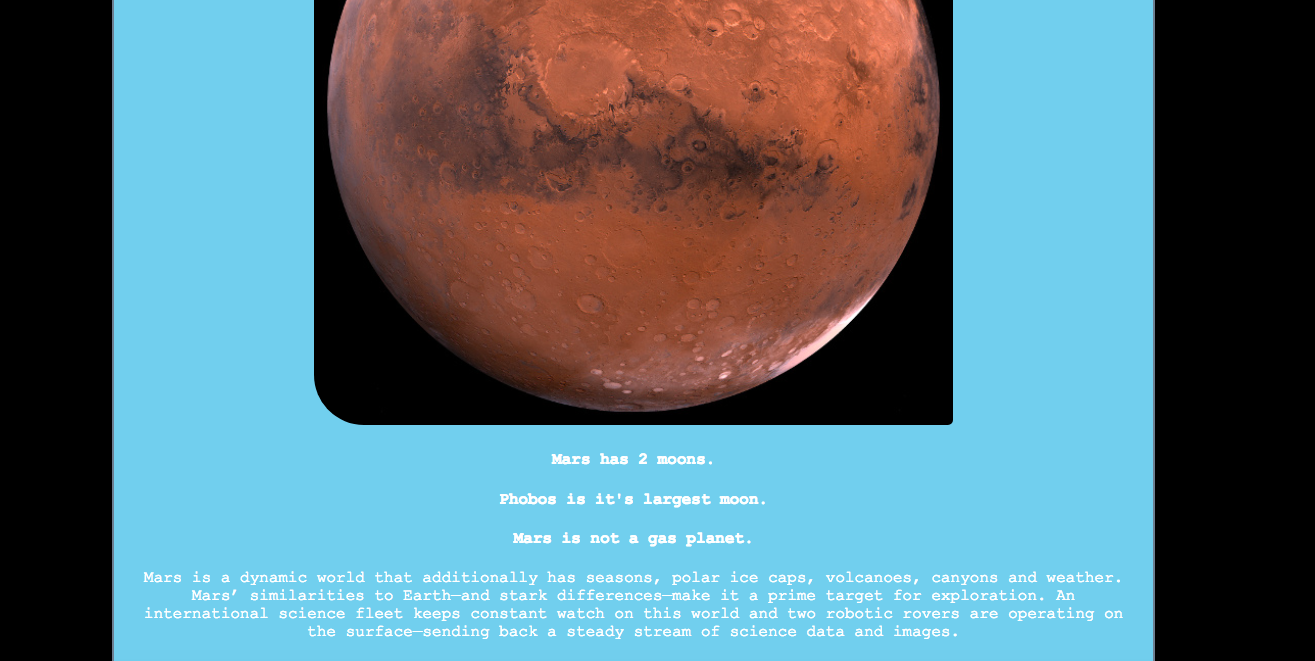 Mars has 2 moons.
Phobos is it's largest moon.
Mars is not a gas planet.
Mars is a dynamic world that additionally has seasons, polar ice caps, volcanoes, canyons and weather.
Mars’ similarities to Earth—and stark differences—make it a prime target for exploration. An
international science fleet keeps constant watch on this world and two robotic rovers are operating on
the surface—sending back a steady stream of science data and images.